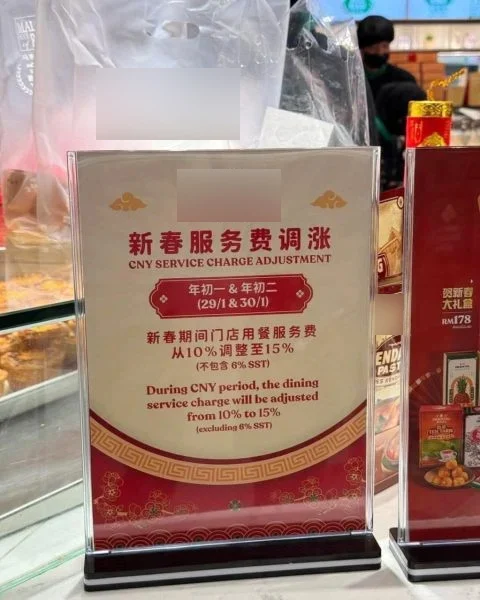 新春服务费调涨
CNY SERVICE CHARGE ADJUSTMENT
年初一 & 年初二
(29/1 & 30/1)
新春期间门店用餐服务费
从10%调整至15%
(不包含 6% SST)
During CNY period, the dining
service charge will be adjusted
from 10% to 15%
(excluding 6% SST)
贺新春
大礼盒
RM178